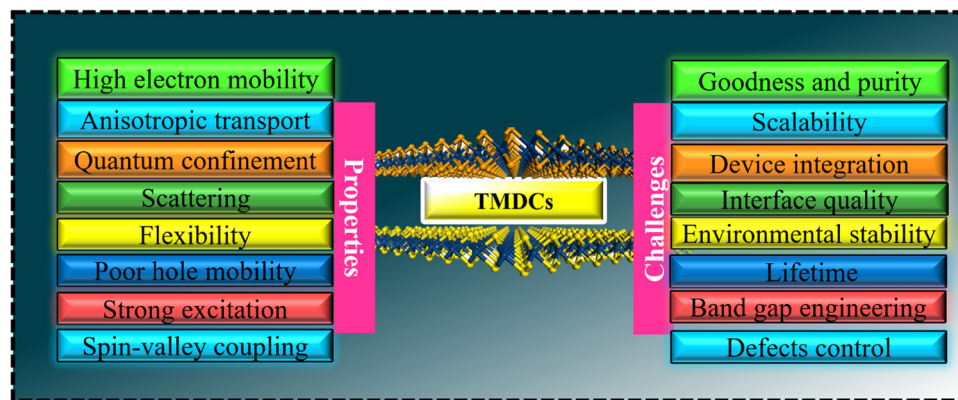 High electron mobility
Anisotropic transport
Quantum confinement
Scattering
Flexibility
Poor hole mobility
Strong excitation
Spin-valley coupling
Properties
TMDCs
Challenges
Goodness and purity
Scalability
Device integration
Interface quality
Environmental stability
Lifetime
Band gap engineering
Defects control